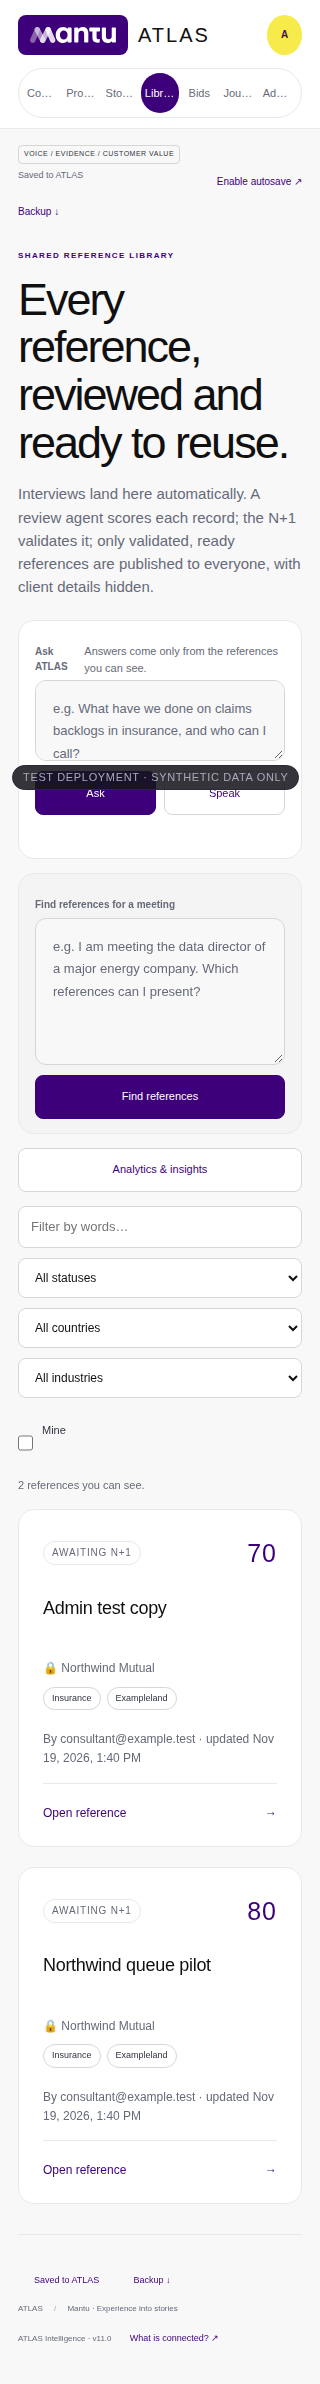 mantu ATLAS A
Co… Pro… Sto… Libr… Bids Jou… Ad…
VOICE / EVIDENCE / CUSTOMER VALUE
Saved to ATLAS
Enable autosave ↗
Backup ↓
SHARED REFERENCE LIBRARY
Every
reference,
reviewed and
ready to reuse.
Interviews land here automatically. A
review agent scores each record; the N+1
validates it; only validated, ready
references are published to everyone, with
client details hidden.
Ask ATLAS
Answers come only from the references
you can see.
e.g. What have we done on claims
backlogs in insurance, and who can I
call?
TEST DEPLOYMENT · SYNTHETIC DATA ONLY
Ask Speak
Find references for a meeting
e.g. I am meeting the data director of
a major energy company. Which
references can I present?
Find references
Analytics & insights
Filter by words…
All statuses
All countries
All industries
Mine
2 references you can see.
AWAITING N+1 70
Admin test copy
🔒 Northwind Mutual
Insurance Exampleland
By consultant@example.test · updated Nov
19, 2026, 1:40 PM
Open reference →
AWAITING N+1 80
Northwind queue pilot
🔒 Northwind Mutual
Insurance Exampleland
By consultant@example.test · updated Nov
19, 2026, 1:40 PM
Open reference →
Saved to ATLAS Backup ↓
ATLAS / Mantu - Experience into stories
ATLAS Intelligence - v11.0 What is connected? ↗